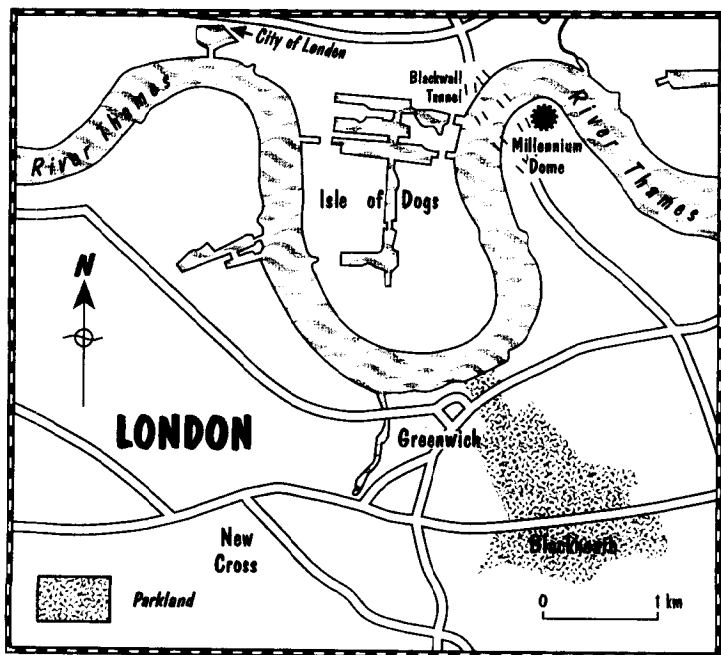 City of London
River Thames
Blackwall
Tunnel
River Thames
Millennium
Dome
Isle of Dogs
N
LONDON
Greenwich
New
Cross
Blackheath
Parkland
0 1 km